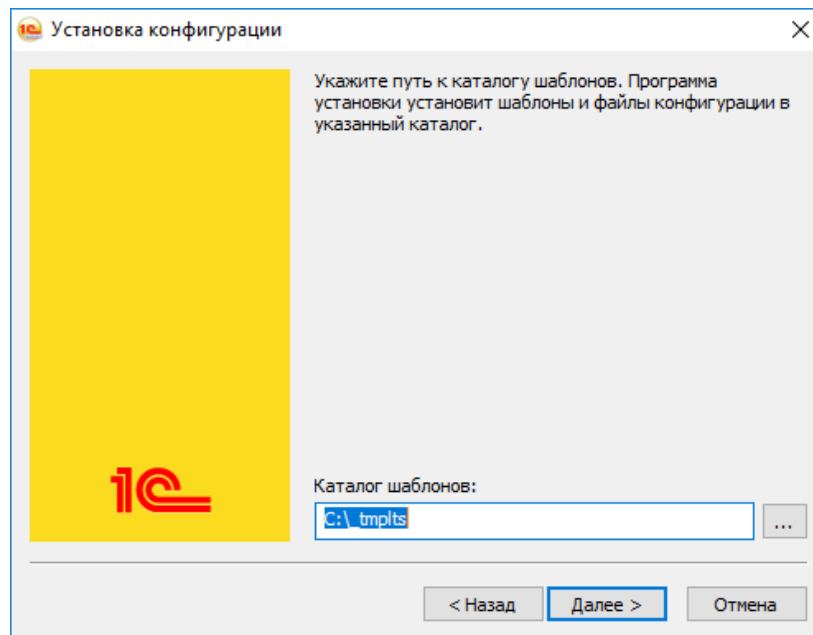 Установка конфигурации
Укажите путь к каталогу шаблонов. Программа
установки установит шаблоны и файлы конфигурации в
указанный каталог.
1С
Каталог шаблонов:
C:\_tmplts
...
< Назад
Далее >
Отмена